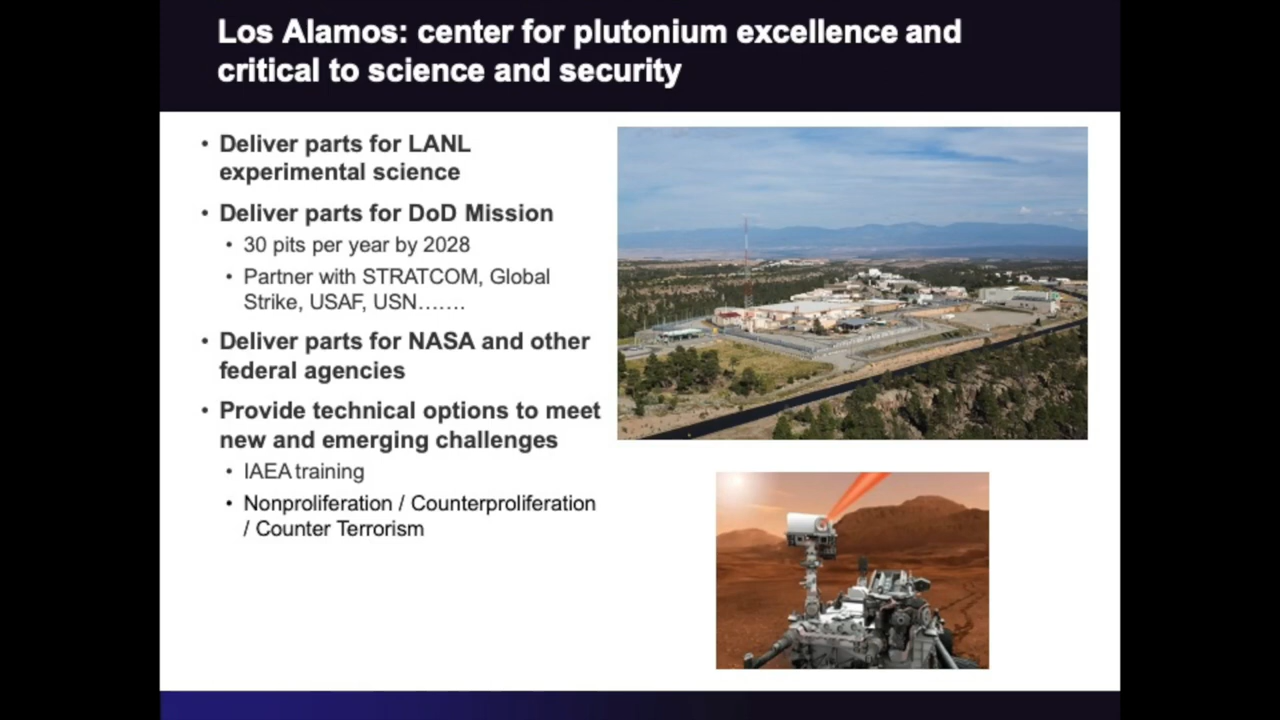 Los Alamos: center for plutonium excellence and
critical to science and security
• Deliver parts for LANL
experimental science
• Deliver parts for DoD Mission
• 30 pits per year by 2028
• Partner with STRATCOM, Global
Strike, USAF, USN…….
• Deliver parts for NASA and other
federal agencies
• Provide technical options to meet
new and emerging challenges
• IAEA training
• Nonproliferation / Counterproliferation
/ Counter Terrorism